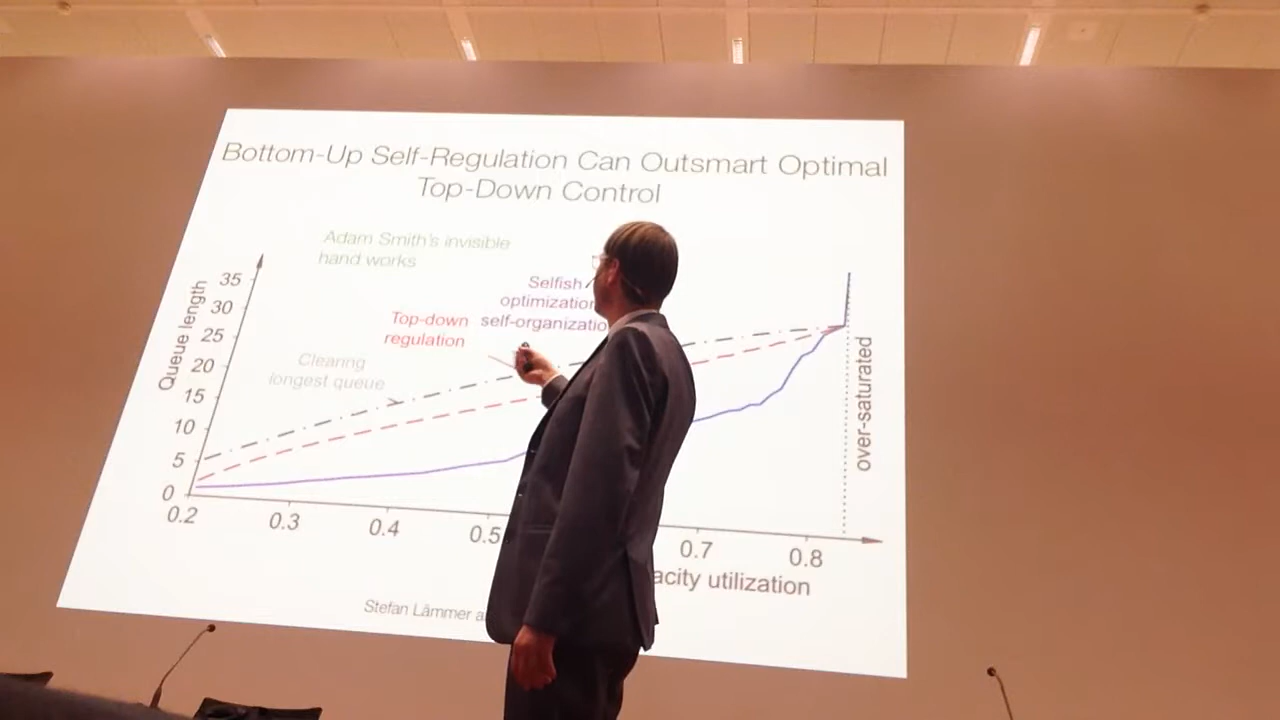 Bottom-Up Self-Regulation Can Outsmart Optimal
Top-Down Control
Adam Smith's invisible
hand works
Selfish
optimization
self-organizatio
Top-down
regulation
Clearing
longest queue
Queue length
35
30
25
20
15
10
5
0
0.2
0.3
0.4
0.5
0.7
0.8
over-saturated
acity utilization
Stefan Lämmer a